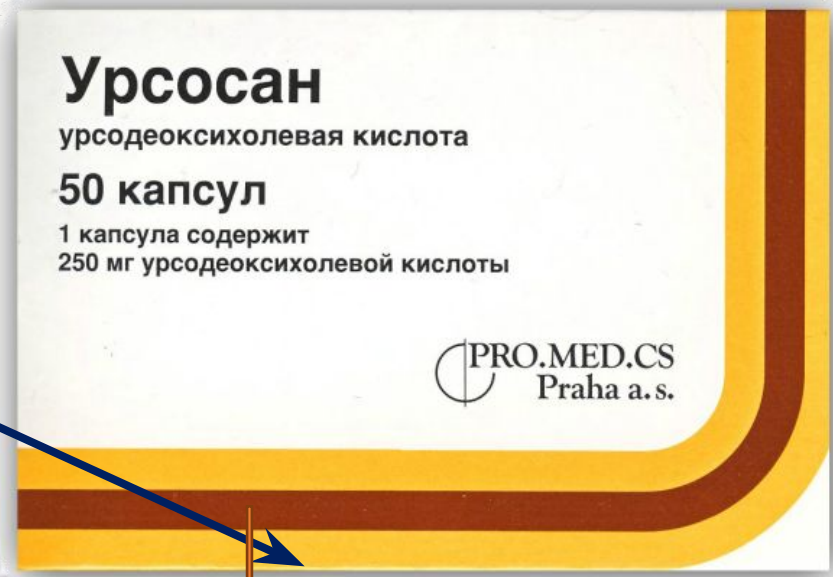 Урсосан
урсодеоксихолевая кислота
50 капсул
1 капсула содержит
250 мг урсодеоксихолевой кислоты
PRO.MED.CS
Praha a.s.